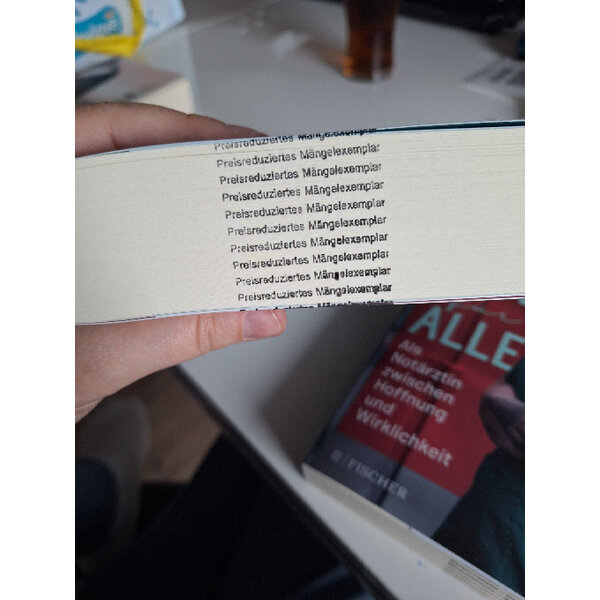 Preisreduziertes Mängelexemplar
Preisreduziertes Mängelexemplar
Preisreduziertes Mängelexemplar
Preisreduziertes Mängelexemplar
Preisreduziertes Mängelexemplar
Preisreduziertes Mängelexemplar
Preisreduziertes Mängelexemplar
Preisreduziertes Mängelexemplar
Preisreduziertes Mängelexemplar
Preisreduziertes Mängelexemplar
Preisreduziertes Mängelexemplar
ALLE
Als
Notärztin
zwischen
Hoffnung
und
Wirklichkeit
FISCHER